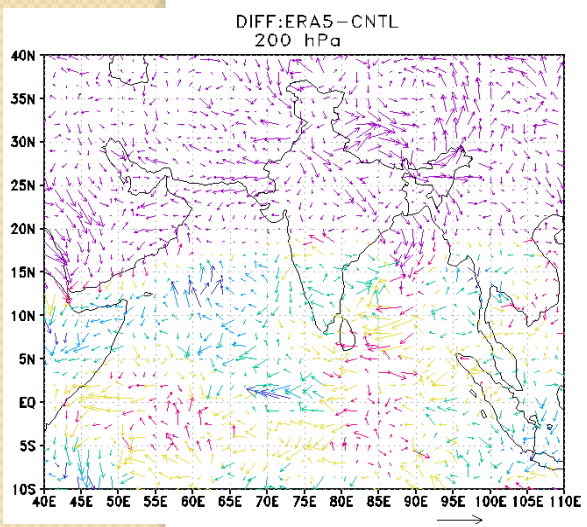 DIFF:ERA5-CNTL
200 hPa
40N
35N
30N
25N
20N
15N
10N
5N
EQ
5S
10S
40E 45E 50E 55E 60E 65E 70E 75E 80E 85E 90E 95E 100E 105E 110E